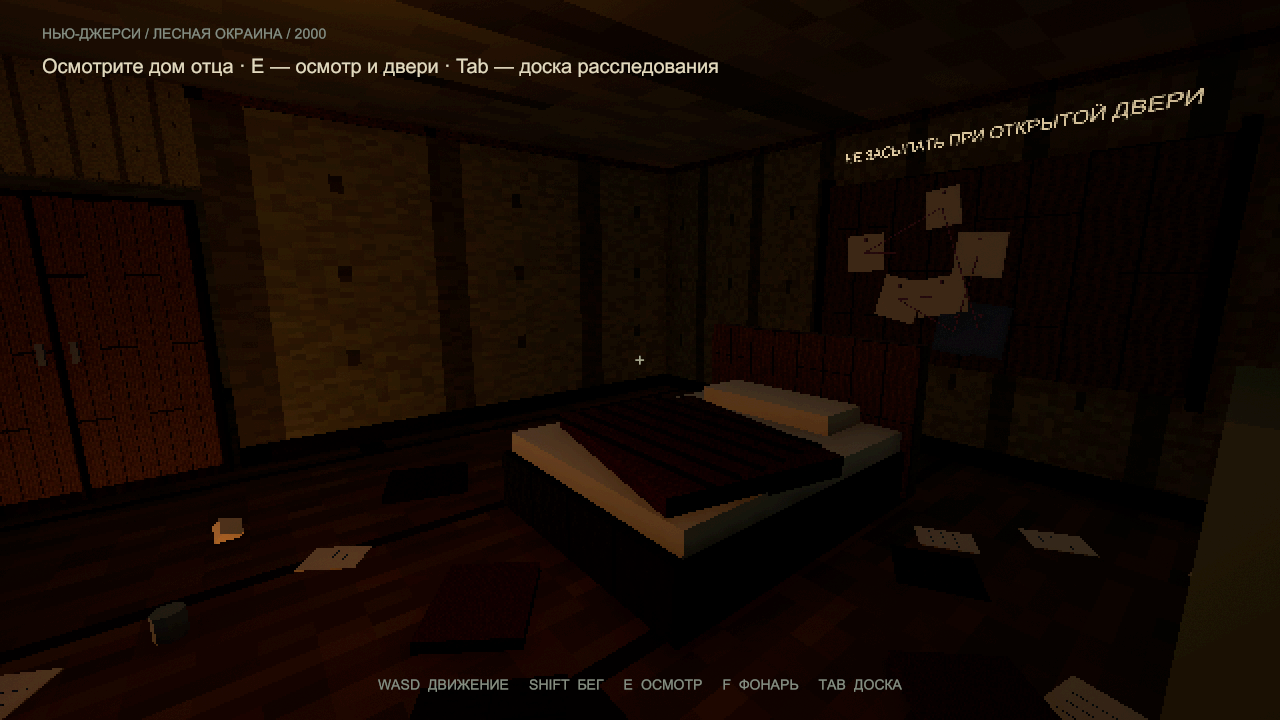 НЬЮ-ДЖЕРСИ / ЛЕСНАЯ ОКРАИНА / 2000
Осмотрите дом отца · E — осмотр и двери · Tab — доска расследования
НЕ ЗАСЫПАТЬ ПРИ ОТКРЫТОЙ ДВЕРИ
WASD ДВИЖЕНИЕ SHIFT БЕГ E ОСМОТР F ФОНАРЬ TAB ДОСКА